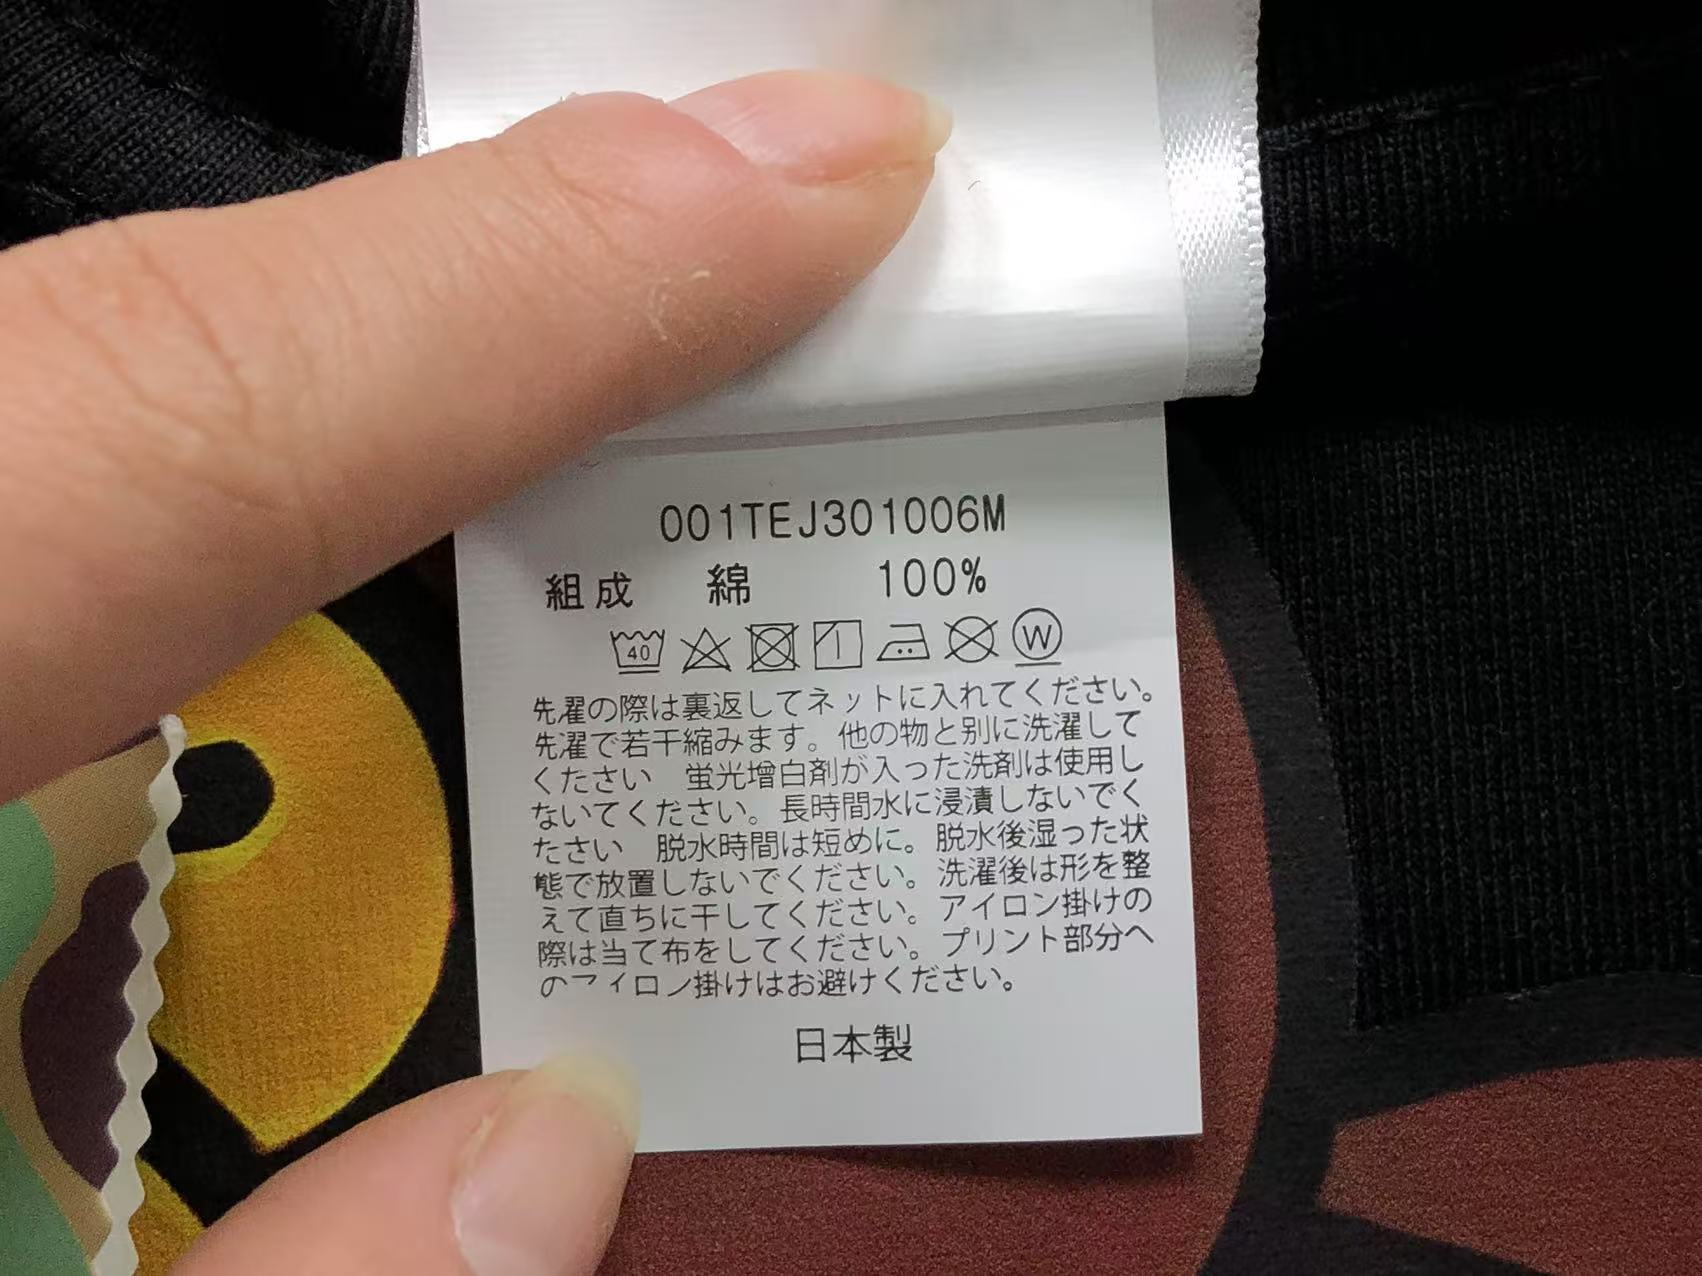 001TEJ301006M
組成 綿 100%
40 W
洗濯の際は裏返してネットに入れてください。
洗濯で若干縮みます。他の物と別に洗濯して
ください 蛍光増白剤が入った洗剤は使用し
ないでください。長時間水に浸漬しないでく
ださい 脱水時間は短めに。脱水後湿った状
態で放置しないでください。洗濯後は形を整
えて直ちに干してください。アイロン掛けの
際は当て布をしてください。プリント部分へ
のアイロン掛けはお避けください。
日本製